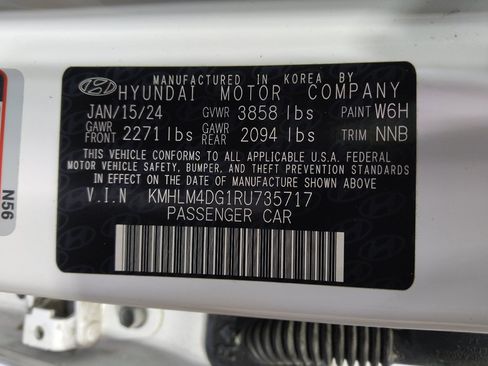 MANUFACTURED IN KOREA BY
HYUNDAI MOTOR COMPANY
JAN/15/24 GVWR 3858 lbs PAINT W6H
GAWR FRONT 2271 lbs GAWR REAR 2094 lbs TRIM NNB
THIS VEHICLE CONFORMS TO ALL APPLICABLE U.S.A. FEDERAL
MOTOR VEHICLE SAFETY, BUMPER, AND THEFT PREVENTION STANDARDS
IN EFFECT ON THE DATE OF MANUFACTURE SHOWN ABOVE.
V.I.N KMHLM4DG1RU735717
PASSENGER CAR
N56